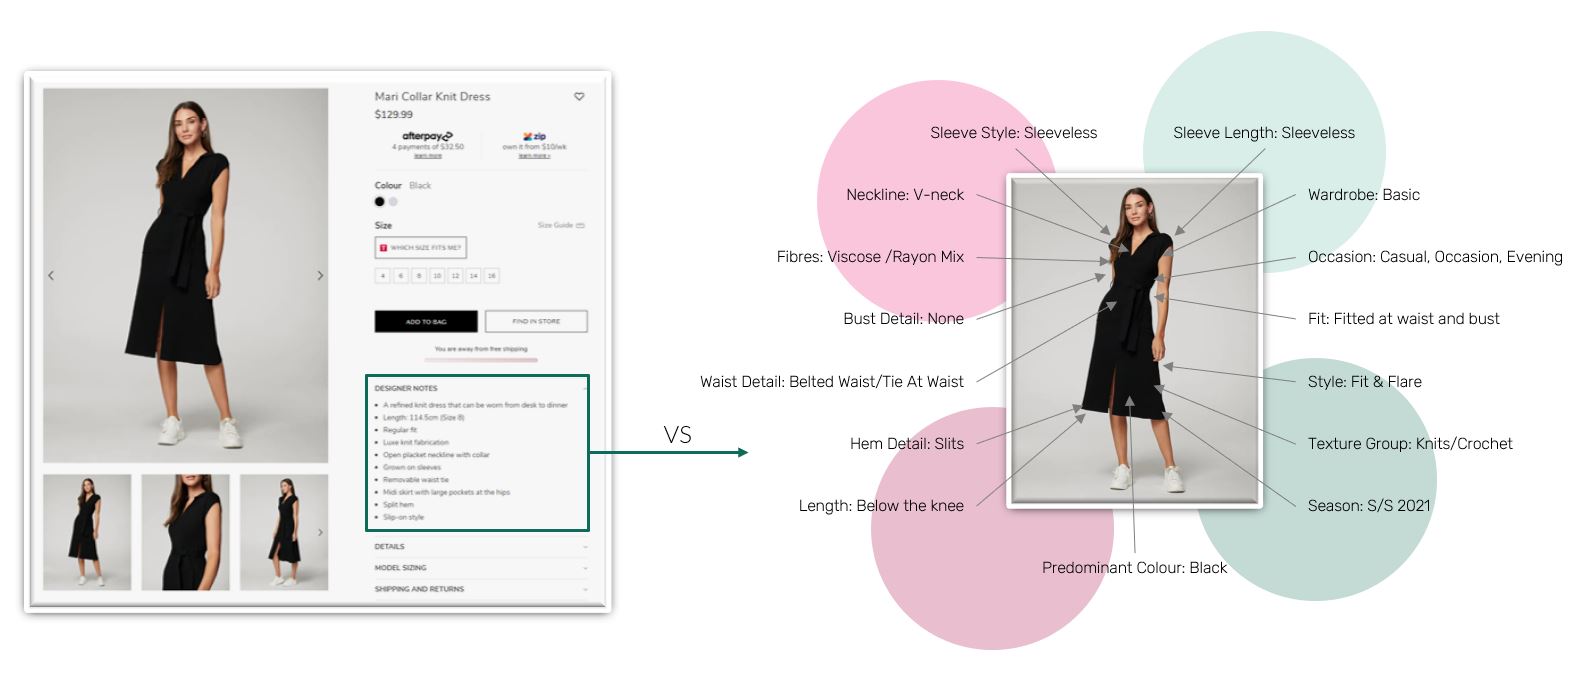 Mari Collar Knit Dress
$129.99
afterpay
zip
4 payments of $32.50
own it from $10/wk
learn more
learn more >
Colour Black
Size
Size Guide
WHICH SIZE FITS ME?
4 6 8 10 12 14 16
ADD TO BAG
FIND IN STORE
You are away from free shipping
DESIGNER NOTES
• A refined knit dress that can be worn from desk to dinner
• Length: 114.5cm (Size 8)
• Regular fit
• Luxe knit fabrication
• Open placket neckline with collar
• Grown on sleeves
• Removable waist tie
• Midi skirt with large pockets at the hips
• Split hem
• Slip-on style
DETAILS
MODEL SIZING
SHIPPING AND RETURNS
VS
Sleeve Style: Sleeveless
Sleeve Length: Sleeveless
Neckline: V-neck
Wardrobe: Basic
Fibres: Viscose /Rayon Mix
Occasion: Casual, Occasion, Evening
Bust Detail: None
Fit: Fitted at waist and bust
Waist Detail: Belted Waist/Tie At Waist
Style: Fit & Flare
Hem Detail: Slits
Texture Group: Knits/Crochet
Length: Below the knee
Season: S/S 2021
Predominant Colour: Black